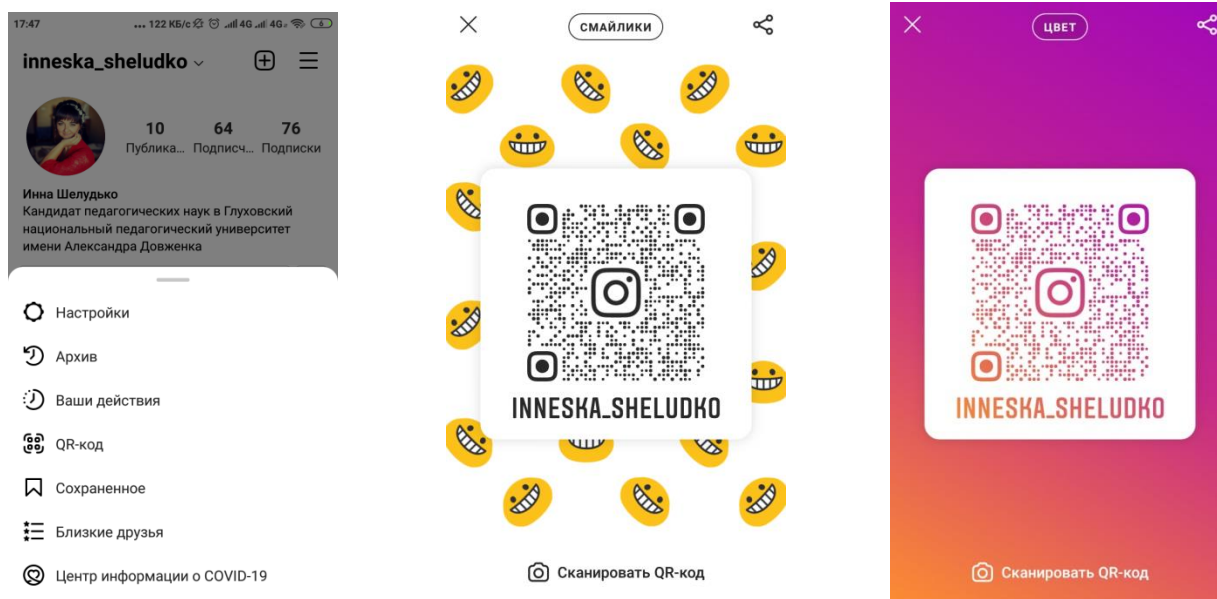 17:47
... 122 КБ/с 4G 4G
inneska_sheludko
10 64 76
Публика... Подписч... Подписки
Инна Шелудько
Кандидат педагогических наук в Глуховский
национальный педагогический университет
имени Александра Довженка
Настройки
Архив
Ваши действия
QR-код
Сохраненное
Близкие друзья
Центр информации о COVID-19
СМАЙЛИКИ
INNESKA_SHELUDKO
Сканировать QR-код
ЦВЕТ
INNESKA_SHELUDKO
Сканировать QR-код